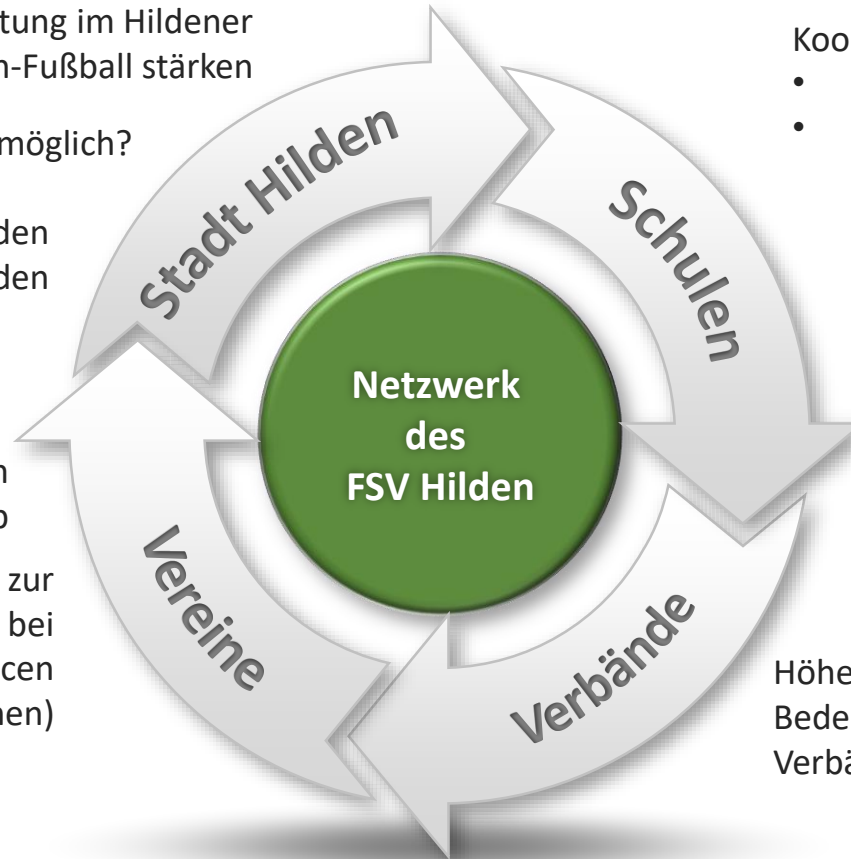 tung im Hildener
n-Fußball stärken
möglich?
den
den
zur
bei
cen
nen)
Stadt Hilden
Koo
•
•
Schulen
Netzwerk
des
FSV Hilden
Vereine
Verbände
Höhe
Bede
Verbä